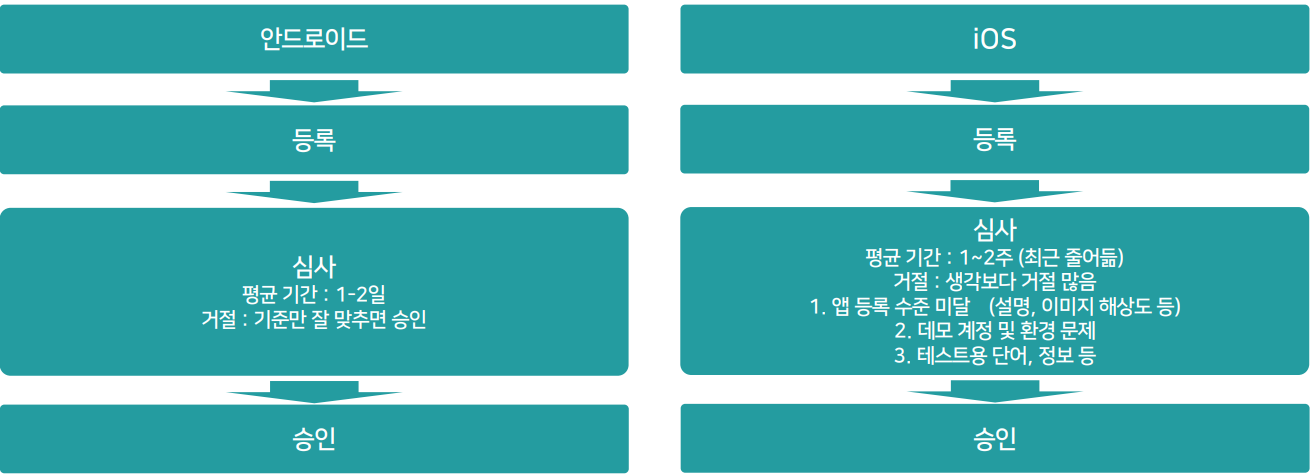 안드로이드
등록
심사
평균 기간 : 1-2일
거절 : 기준만 잘 맞추면 승인
승인
iOS
등록
심사
평균 기간 : 1~2주 (최근 줄어듦)
거절 : 생각보다 거절 많음
1. 앱 등록 수준 미달 (설명, 이미지 해상도 등)
2. 데모 계정 및 환경 문제
3. 테스트용 단어, 정보 등
승인